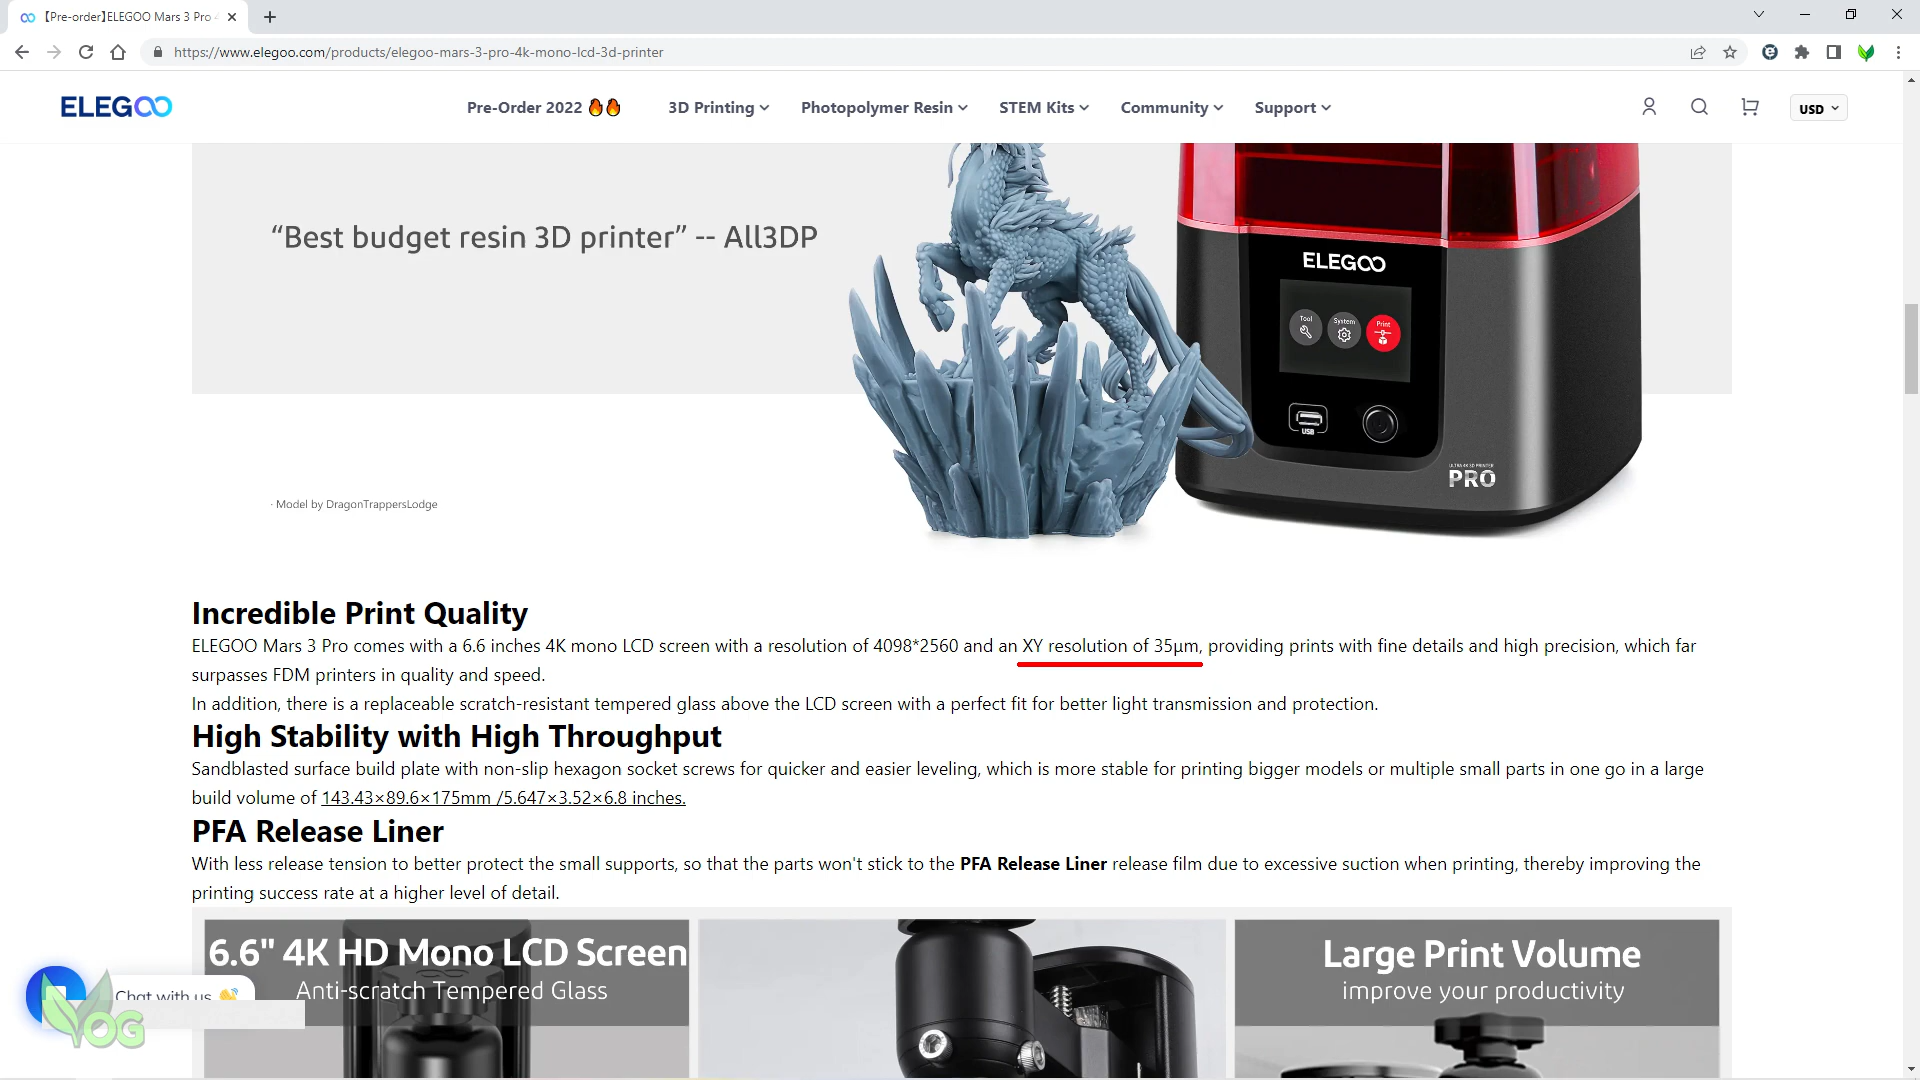 【Pre-order】ELEGOO Mars 3 Pro 4
https://www.elegoo.com/products/elegoo-mars-3-pro-4k-mono-lcd-3d-printer
ELEGOO
Pre-Order 2022 🔥🔥
3D Printing
Photopolymer Resin
STEM Kits
Community
Support
USD
“Best budget resin 3D printer” -- All3DP
ELEGOO
Tool
System
Print
USB
ULTRA 4K 3D PRINTER
PRO
· Model by DragonTrappersLodge
Incredible Print Quality
ELEGOO Mars 3 Pro comes with a 6.6 inches 4K mono LCD screen with a resolution of 4098*2560 and an XY resolution of 35μm, providing prints with fine details and high precision, which far
surpasses FDM printers in quality and speed.
In addition, there is a replaceable scratch-resistant tempered glass above the LCD screen with a perfect fit for better light transmission and protection.
High Stability with High Throughput
Sandblasted surface build plate with non-slip hexagon socket screws for quicker and easier leveling, which is more stable for printing bigger models or multiple small parts in one go in a large
build volume of 143.43×89.6×175mm /5.647×3.52×6.8 inches.
PFA Release Liner
With less release tension to better protect the small supports, so that the parts won't stick to the PFA Release Liner release film due to excessive suction when printing, thereby improving the
printing success rate at a higher level of detail.
6.6" 4K HD Mono LCD Screen
Anti-scratch Tempered Glass
Large Print Volume
improve your productivity
Chat with us 👋
VOG